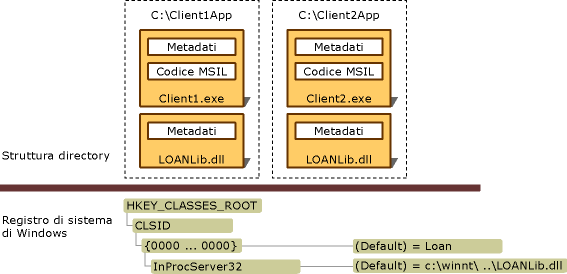 C:\Client1App
C:\Client2App
Metadati
Codice MSIL
Client1.exe
Metadati
Codice MSIL
Client2.exe
Metadati
LOANLib.dll
Metadati
LOANLib.dll
Struttura directory
Registro di sistema
di Windows
HKEY_CLASSES_ROOT
CLSID
{0000 ... 0000}
(Default) = Loan
InProcServer32
(Default) = c:\winnt\ ..\LOANLib.dll